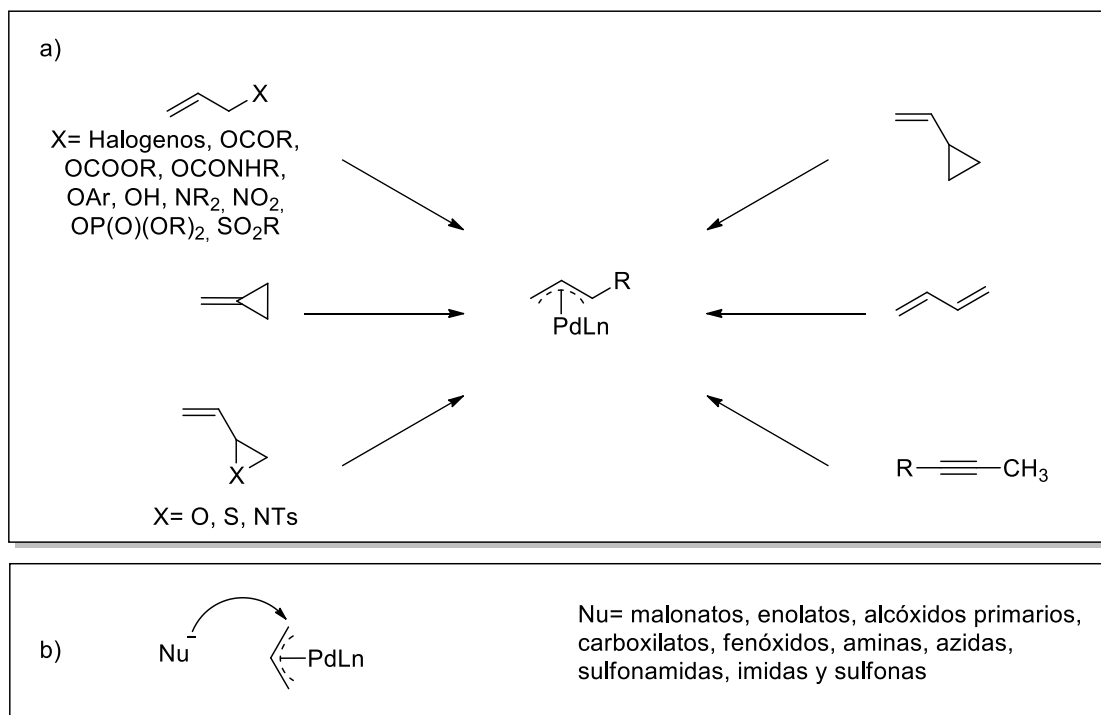 a)
X
X= Halogenos, OCOR,
OCOOR, OCONHR,
OAr, OH, NR2, NO2,
OP(O)(OR)2, SO2R
R
PdLn
X
X= O, S, NTs
R
CH3
b)
Nu-
PdLn
Nu= malonatos, enolatos, alcóxidos primarios,
carboxilatos, fenóxidos, aminas, azidas,
sulfonamidas, imidas y sulfonas